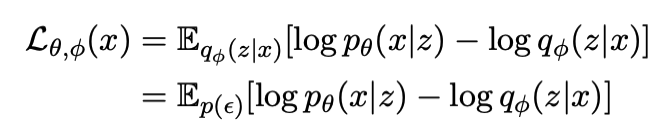 ℒ_{θ,ϕ}(x) = 𝔼_{q_ϕ(z|x)}[log p_θ(x|z) − log q_ϕ(z|x)]
= 𝔼_{p(ϵ)}[log p_θ(x|z) − log q_ϕ(z|x)]